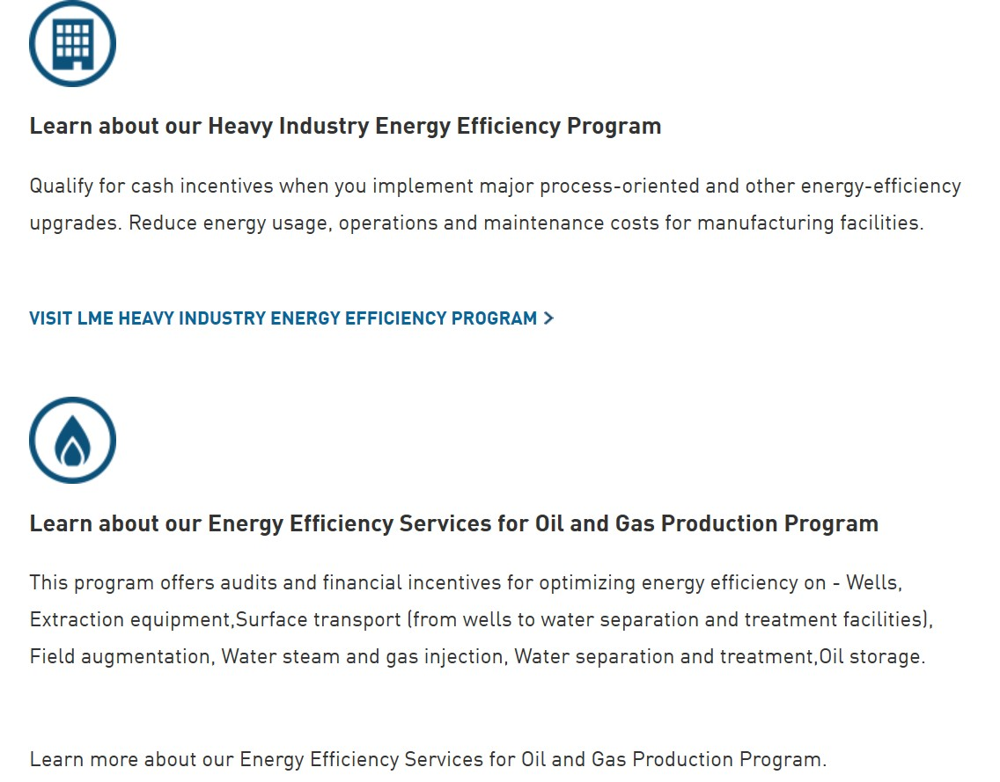 Learn about our Heavy Industry Energy Efficiency Program
Qualify for cash incentives when you implement major process-oriented and other energy-efficiency
upgrades. Reduce energy usage, operations and maintenance costs for manufacturing facilities.
VISIT LME HEAVY INDUSTRY ENERGY EFFICIENCY PROGRAM >
Learn about our Energy Efficiency Services for Oil and Gas Production Program
This program offers audits and financial incentives for optimizing energy efficiency on - Wells,
Extraction equipment,Surface transport (from wells to water separation and treatment facilities),
Field augmentation, Water steam and gas injection, Water separation and treatment,Oil storage.
Learn more about our Energy Efficiency Services for Oil and Gas Production Program.